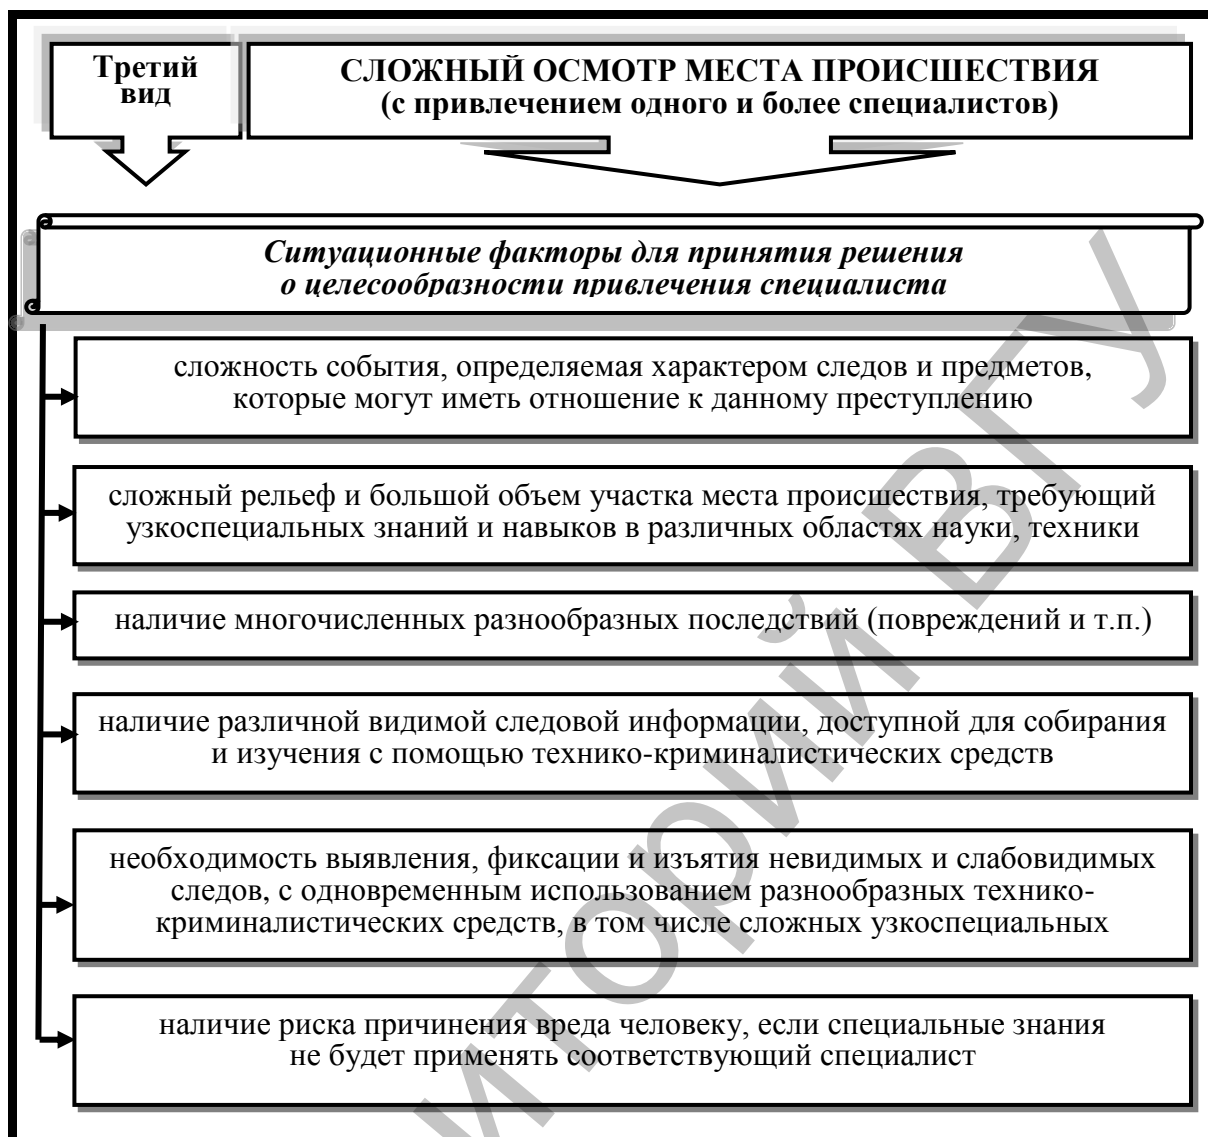 Третий
вид
СЛОЖНЫЙ ОСМОТР МЕСТА ПРОИСШЕСТВИЯ
(с привлечением одного и более специалистов)
Ситуационные факторы для принятия решения
о целесообразности привлечения специалиста
сложность события, определяемая характером следов и предметов,
которые могут иметь отношение к данному преступлению
сложный рельеф и большой объем участка места происшествия, требующий
узкоспециальных знаний и навыков в различных областях науки, техники
наличие многочисленных разнообразных последствий (повреждений и т.п.)
наличие различной видимой следовой информации, доступной для собирания
и изучения с помощью технико-криминалистических средств
необходимость выявления, фиксации и изъятия невидимых и слабовидимых
следов, с одновременным использованием разнообразных технико-
криминалистических средств, в том числе сложных узкоспециальных
наличие риска причинения вреда человеку, если специальные знания
не будет применять соответствующий специалист
иторий ВГУ